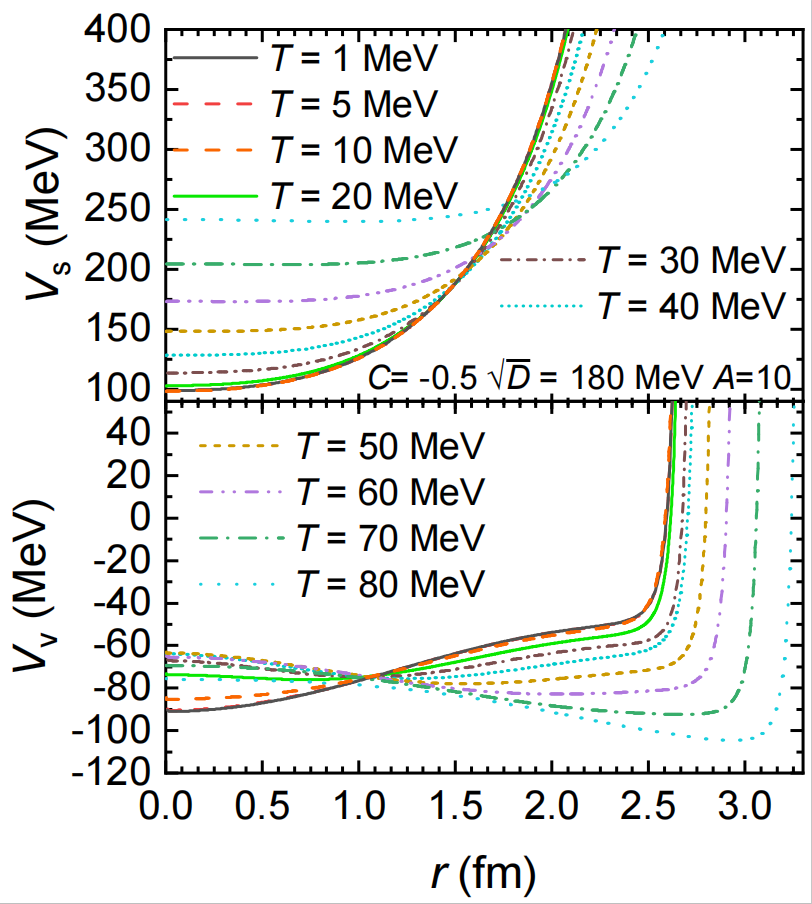 400
350
300
250
200
150
100
V_s (MeV)
T = 1 MeV
T = 5 MeV
T = 10 MeV
T = 20 MeV
T = 30 MeV
T = 40 MeV
C= -0.5 √D = 180 MeV A=10
40
20
0
-20
-40
-60
-80
-100
-120
V_v (MeV)
T = 50 MeV
T = 60 MeV
T = 70 MeV
T = 80 MeV
0.0 0.5 1.0 1.5 2.0 2.5 3.0
r (fm)